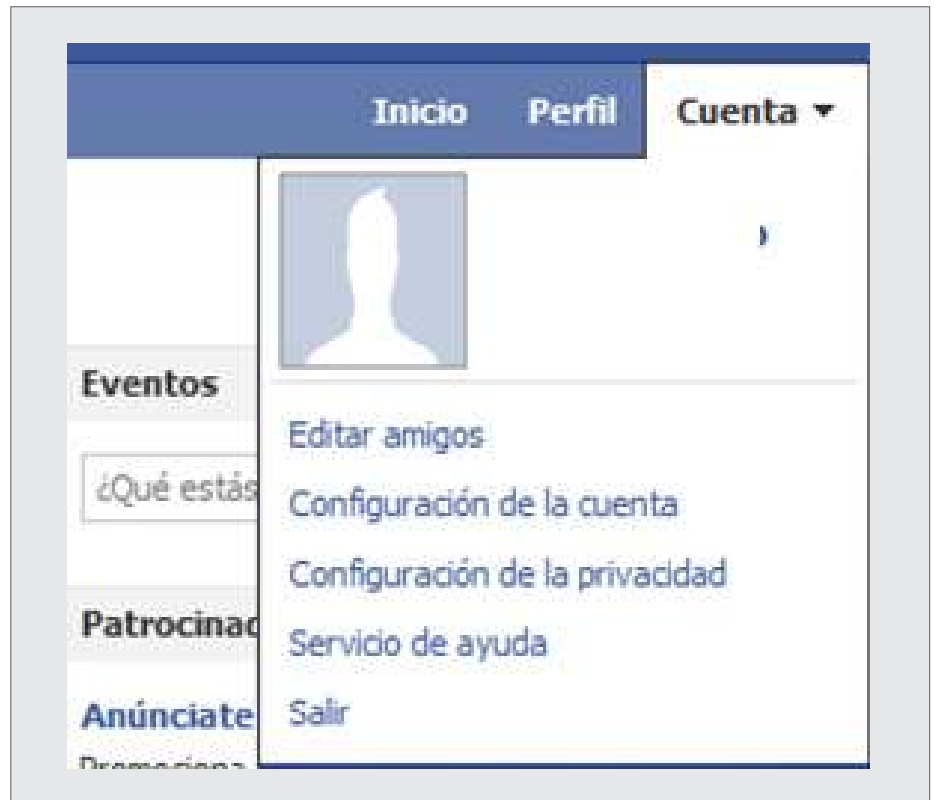 Inicio Perfil Cuenta
Eventos
Editar amigos
¿Qué estás
Configuración de la cuenta
Configuración de la privacidad
Patrocinad
Servicio de ayuda
Anúnciate
Salir